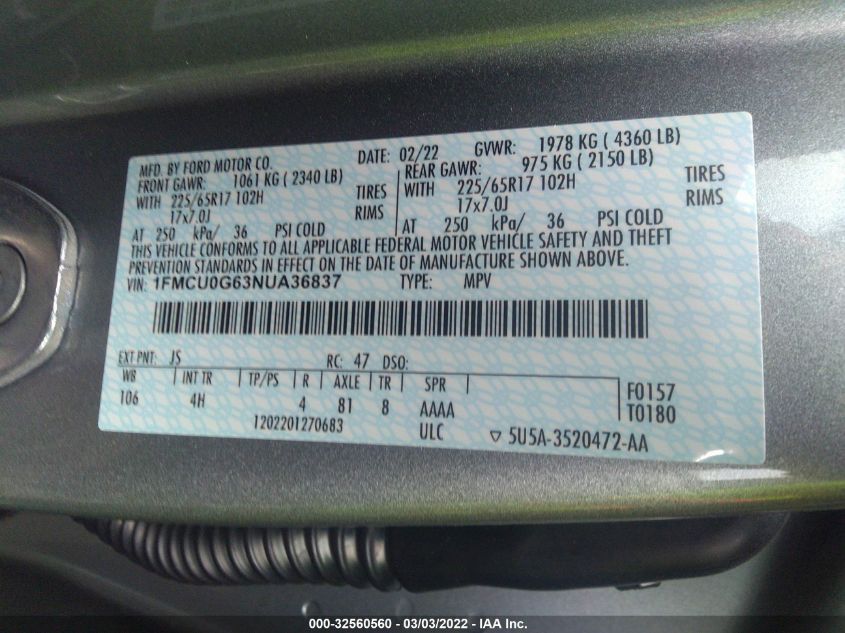 MFD. BY FORD MOTOR CO.
DATE: 02/22 GVWR: 1978 KG ( 4360 LB)
FRONT GAWR: 1061 KG ( 2340 LB)
REAR GAWR: 975 KG ( 2150 LB)
WITH 225/65R17 102H TIRES
17x7.0J RIMS
WITH 225/65R17 102H TIRES
17x7.0J RIMS
AT 250 kPa/ 36 PSI COLD
AT 250 kPa/ 36 PSI COLD
THIS VEHICLE CONFORMS TO ALL APPLICABLE FEDERAL MOTOR VEHICLE SAFETY AND THEFT
PREVENTION STANDARDS IN EFFECT ON THE DATE OF MANUFACTURE SHOWN ABOVE.
VIN: 1FMCU0G63NUA36837 TYPE: MPV
EXT PNT: JS RC: 47 DSO:
WB INT TR TP/PS R AXLE TR SPR
106 4H 4 81 8 AAAA
F0157
T0180
1202201270683 ULC ▽ 5U5A-3520472-AA
000-32560560 - 03/03/2022 - IAA Inc.